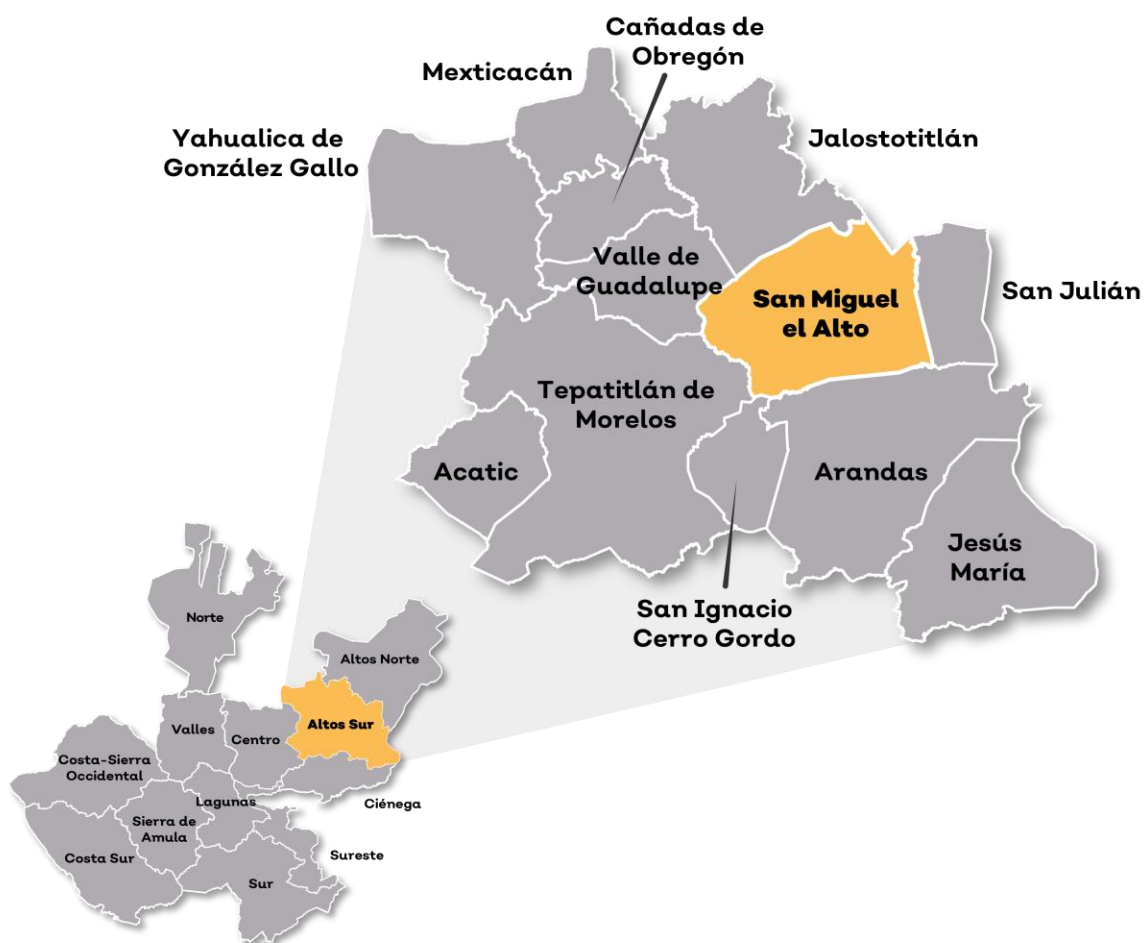 Cañadas de
Obregón
Mexticacán
Yahualica de
González Gallo
Jalostotitlán
Valle de
Guadalupe
San Miguel
el Alto
San Julián
Tepatitlán de
Morelos
Acatic
Arandas
Jesús
María
San Ignacio
Cerro Gordo
Norte
Altos Norte
Altos Sur
Valles
Centro
Costa-Sierra
Occidental
Lagunas
Ciénega
Sierra de
Amula
Costa Sur
Sureste
Sur